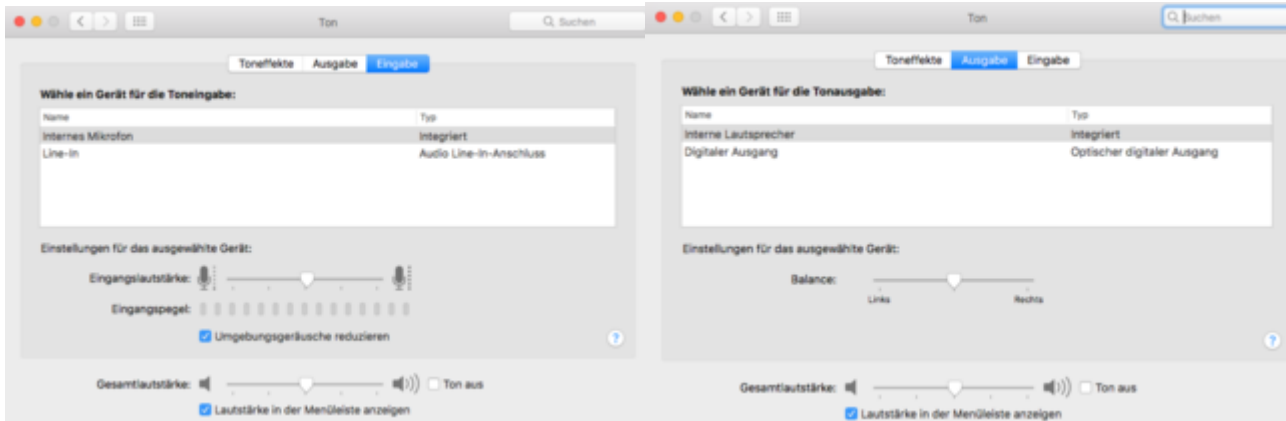 Ton
Suchen
Toneffekte Ausgabe Eingabe
Wähle ein Gerät für die Toneingabe:
Name Typ
Internes Mikrofon Integriert
Line-In Audio Line-In-Anschluss
Einstellungen für das ausgewählte Gerät:
Eingangslautstärke:
Eingangspegel:
Umgebungsgeräusche reduzieren
?
Gesamtlautstärke: Ton aus
Lautstärke in der Menüleiste anzeigen
Ton
Suchen
Toneffekte Ausgabe Eingabe
Wähle ein Gerät für die Tonausgabe:
Name Typ
Interne Lautsprecher Integriert
Digitaler Ausgang Optischer digitaler Ausgang
Einstellungen für das ausgewählte Gerät:
Balance:
Links Rechts
?
Gesamtlautstärke: Ton aus
Lautstärke in der Menüleiste anzeigen